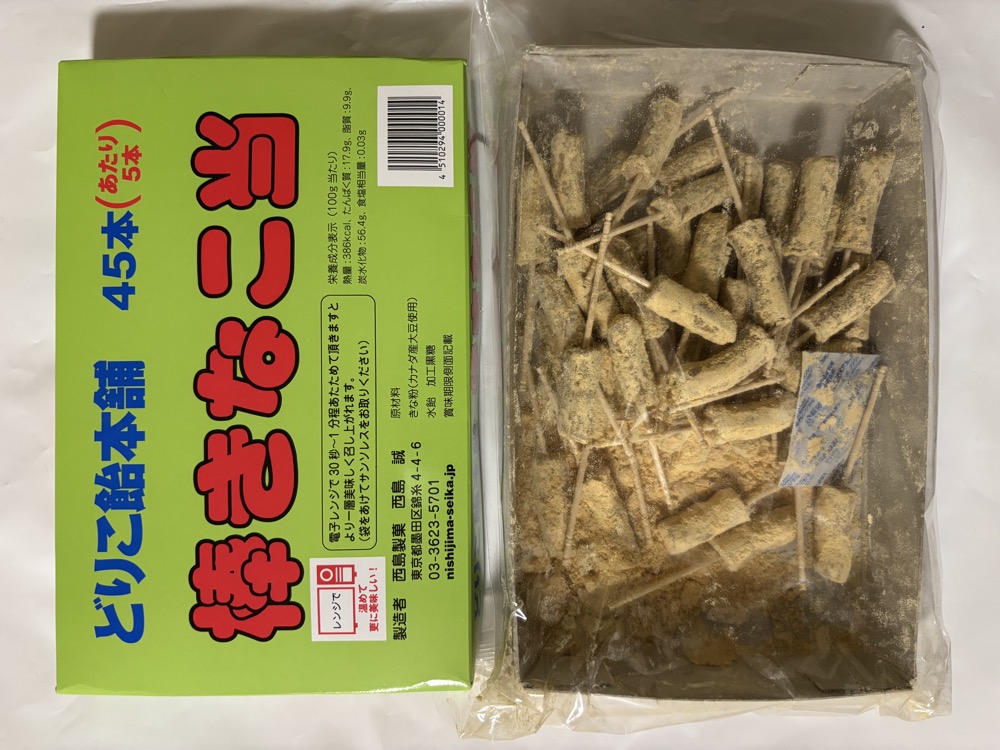 どりこ飴本舗 45本(あたり5本)
棒きなこ当
レンジで
温めて
更に美味しい!
電子レンジで30秒～1分程あたためて頂きますと
より一層美味しく召し上がれます。
(袋をあけてサンソレスをお取りください)
栄養成分表示(100g当たり)
熱量:386kcal、たんぱく質:17.9g、脂質:9.9g、
炭水化物:56.4g、食塩相当量:0.03g
4 510294 000014
製造者 西島製菓 西島 誠
東京都墨田区錦糸4-4-6
03-3623-5701
nishijima-seika.jp
原材料
きな粉(カナダ産大豆使用)
水飴 加工黒糖
賞味期限側面記載